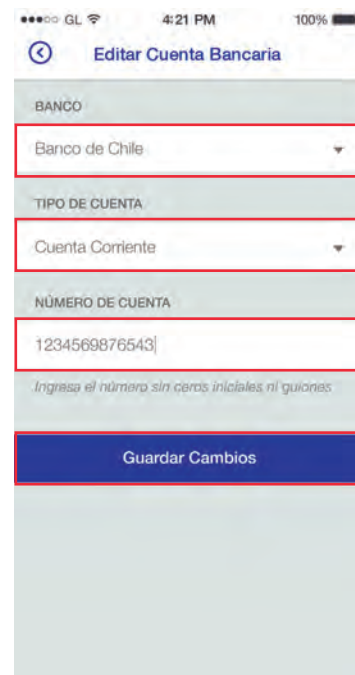 GL 4:21 PM 100%
Editar Cuenta Bancaria
BANCO
Banco de Chile
TIPO DE CUENTA
Cuenta Corriente
NÚMERO DE CUENTA
1234569876543
Ingresa el número sin ceros iniciales ni guiones
Guardar Cambios